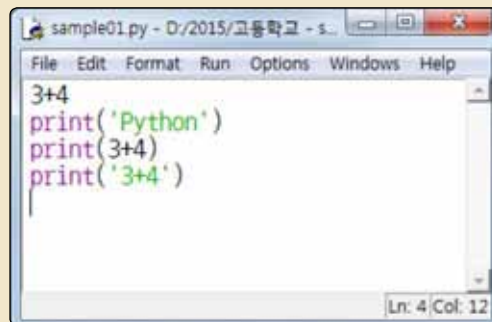 sample01.py - D:/2015/고등학교 - s...
File Edit Format Run Options Windows Help
3+4
print('Python')
print(3+4)
print('3+4')
Ln: 4 Col: 12